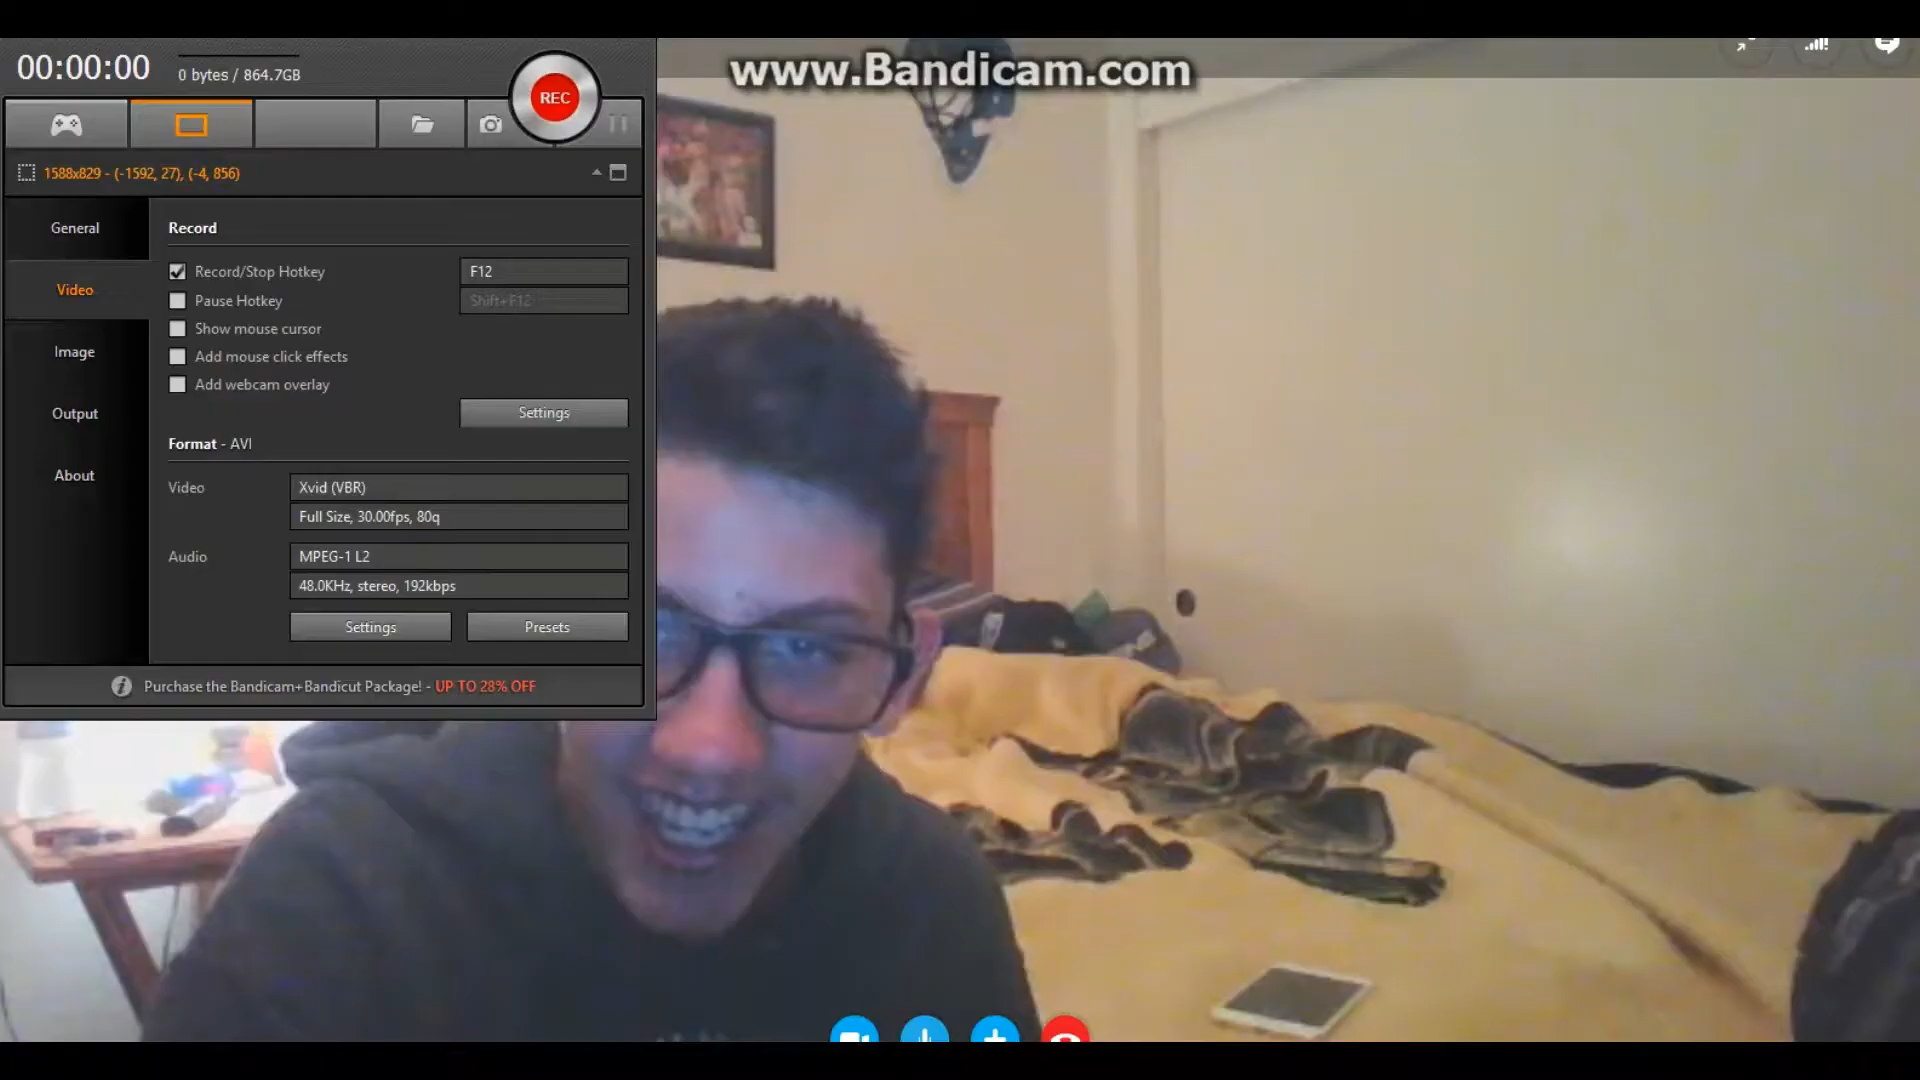 www.Bandicam.com
00:00:00
0 bytes / 864.7GB
REC
1588x829 - (-1592, 27), (-4, 856)
General
Video
Image
Output
About
Record
Record/Stop Hotkey F12
Pause Hotkey Shift+F12
Show mouse cursor
Add mouse click effects
Add webcam overlay
Settings
Format - AVI
Video Xvid (VBR)
Full Size, 30.00fps, 80q
Audio MPEG-1 L2
48.0KHz, stereo, 192kbps
Settings Presets
Purchase the Bandicam+Bandicut Package! - UP TO 28% OFF